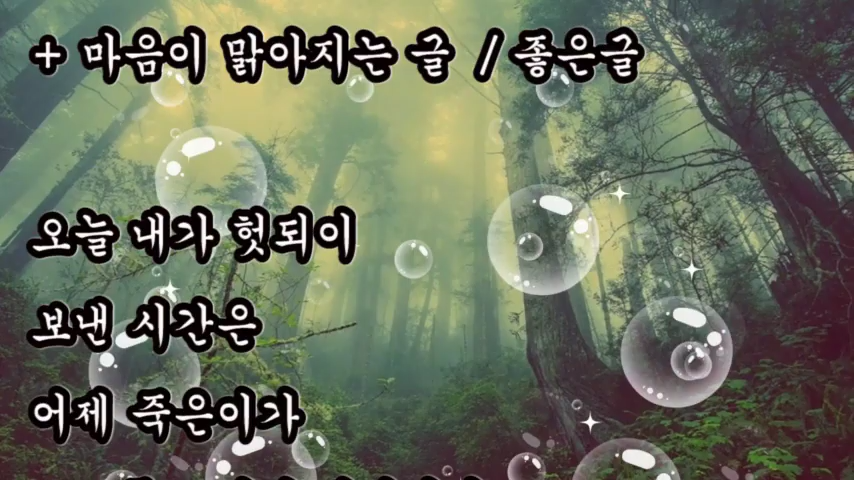 + 마음이 맑아지는 글 / 좋은글
오늘 내가 헛되이
보낸 시간은
어제 죽은이가